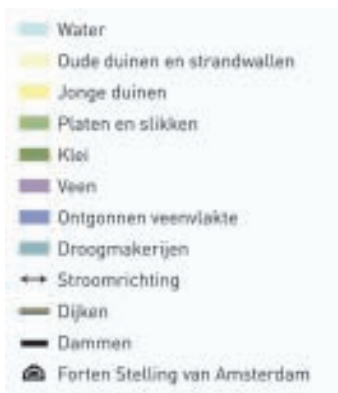 Water
Oude duinen en strandwallen
Jonge duinen
Platen en slikken
Klei
Veen
Ontgonnen veenvlakte
Droogmakerijen
Stroomrichting
Dijken
Dammen
Forten Stelling van Amsterdam